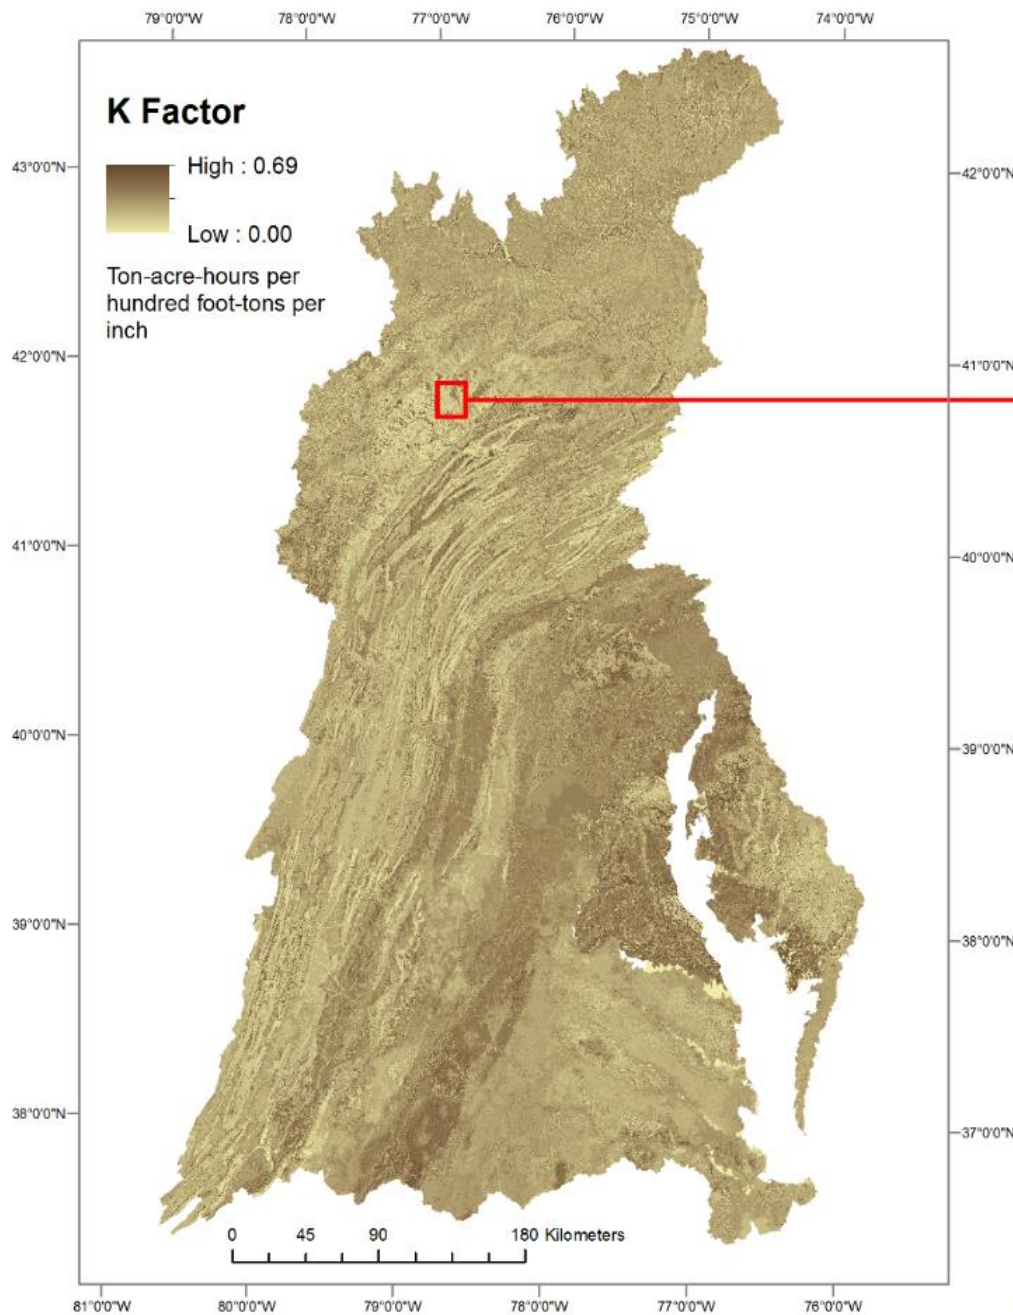 79°0'0"W 78°0'0"W 77°0'0"W 76°0'0"W 75°0'0"W 74°0'0"W
K Factor
High : 0.69
Low : 0.00
Ton-acre-hours per
hundred foot-tons per
inch
43°0'0"N
42°0'0"N
41°0'0"N
40°0'0"N
39°0'0"N
38°0'0"N
42°0'0"N
41°0'0"N
40°0'0"N
39°0'0"N
38°0'0"N
37°0'0"N
0 45 90 180 Kilometers
81°0'0"W 80°0'0"W 79°0'0"W 78°0'0"W 77°0'0"W 76°0'0"W